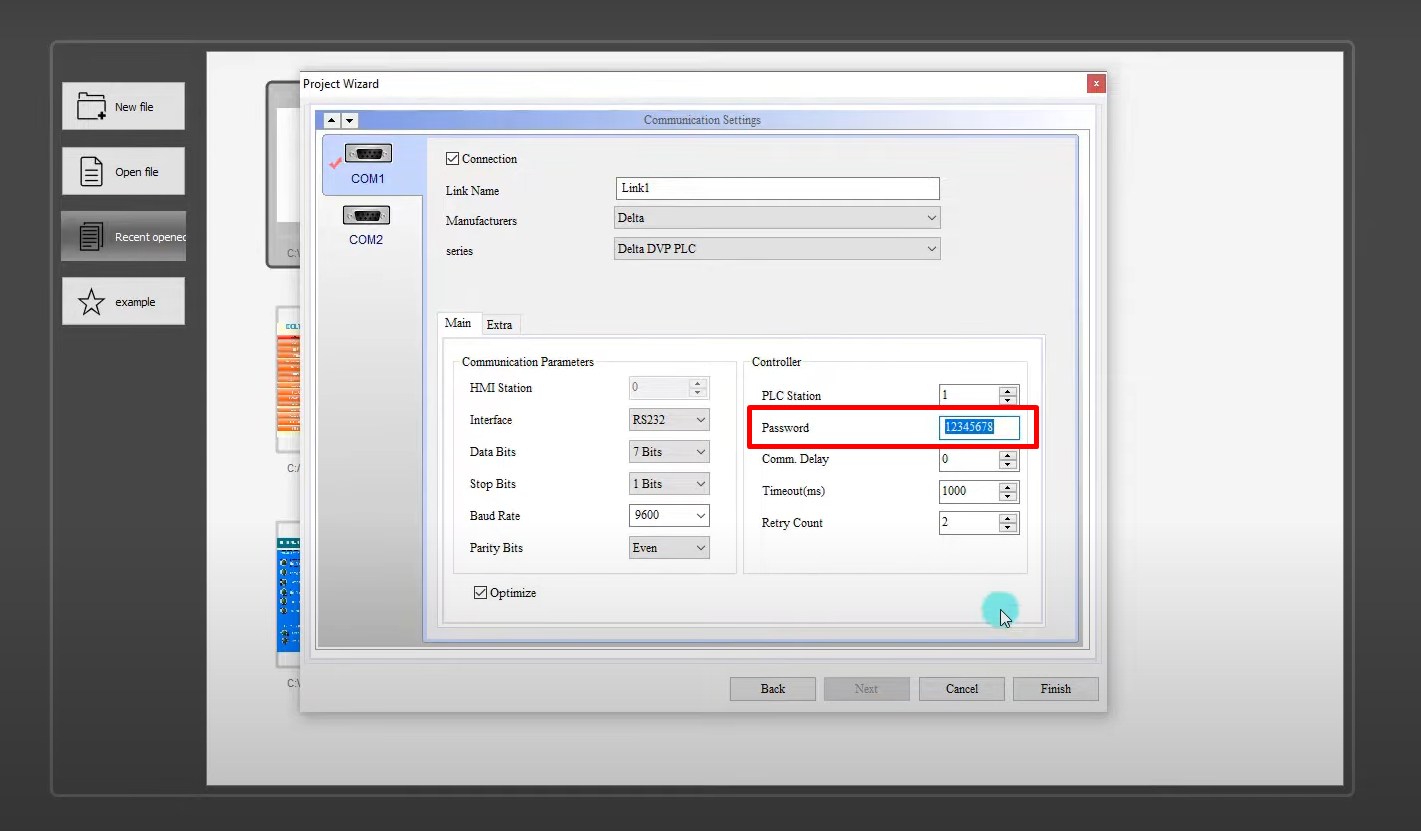 Project Wizard
Communication Settings
New file
Open file
Recent opened
example
COM1
COM2
Connection
Link Name
Link1
Manufacturers
Delta
series
Delta DVP PLC
Main
Extra
Communication Parameters
HMI Station
0
Interface
RS232
Data Bits
7 Bits
Stop Bits
1 Bits
Baud Rate
9600
Parity Bits
Even
Optimize
Controller
PLC Station
1
Password
12345678
Comm. Delay
0
Timeout(ms)
1000
Retry Count
2
C:\
C:/
C:\
Back
Next
Cancel
Finish